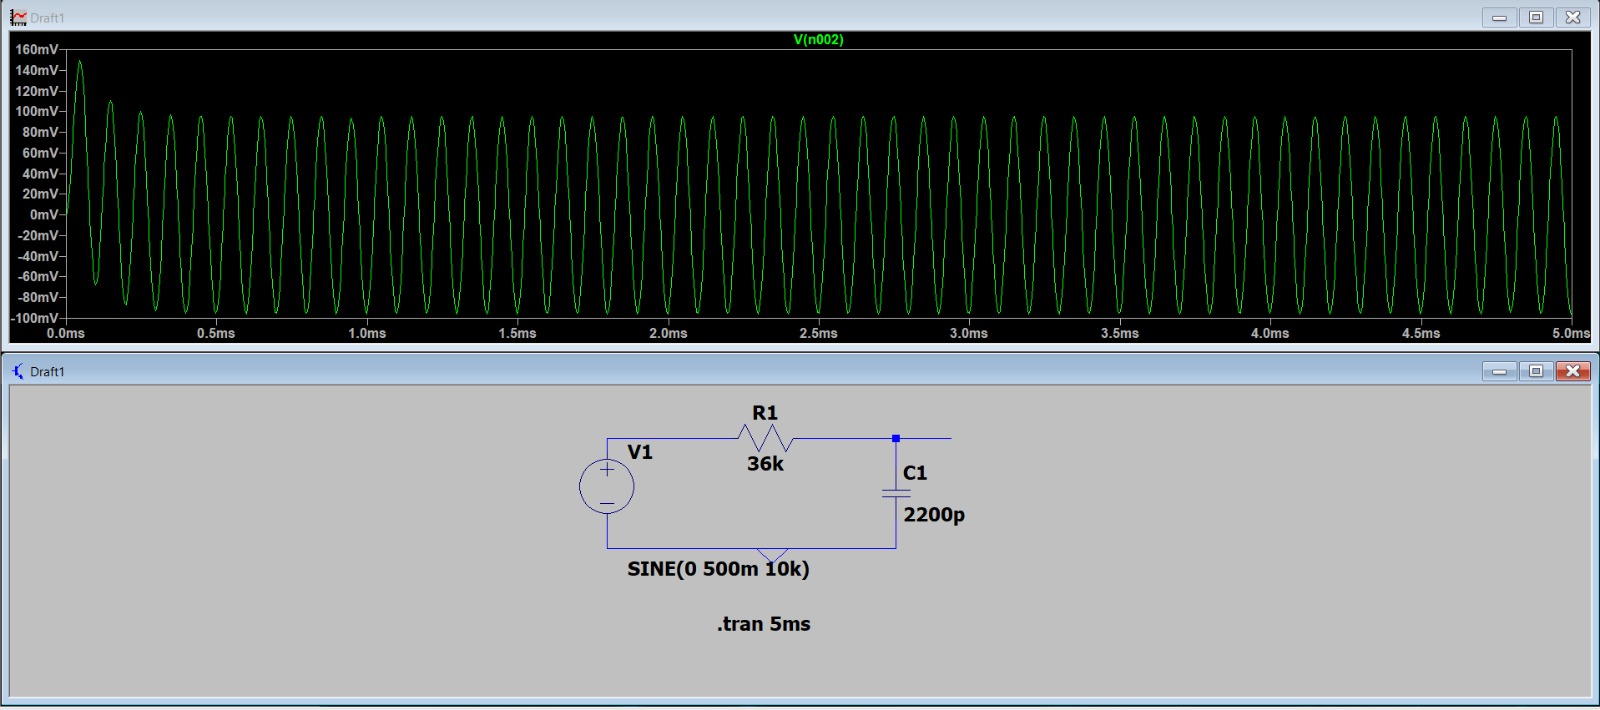 Draft1
V(n002)
160mV
140mV
120mV
100mV
80mV
60mV
40mV
20mV
0mV
-20mV
-40mV
-60mV
-80mV
-100mV
0.0ms 0.5ms 1.0ms 1.5ms 2.0ms 2.5ms 3.0ms 3.5ms 4.0ms 4.5ms 5.0ms
Draft1
R1
V1
36k
C1
2200p
SINE(0 500m 10k)
.tran 5ms